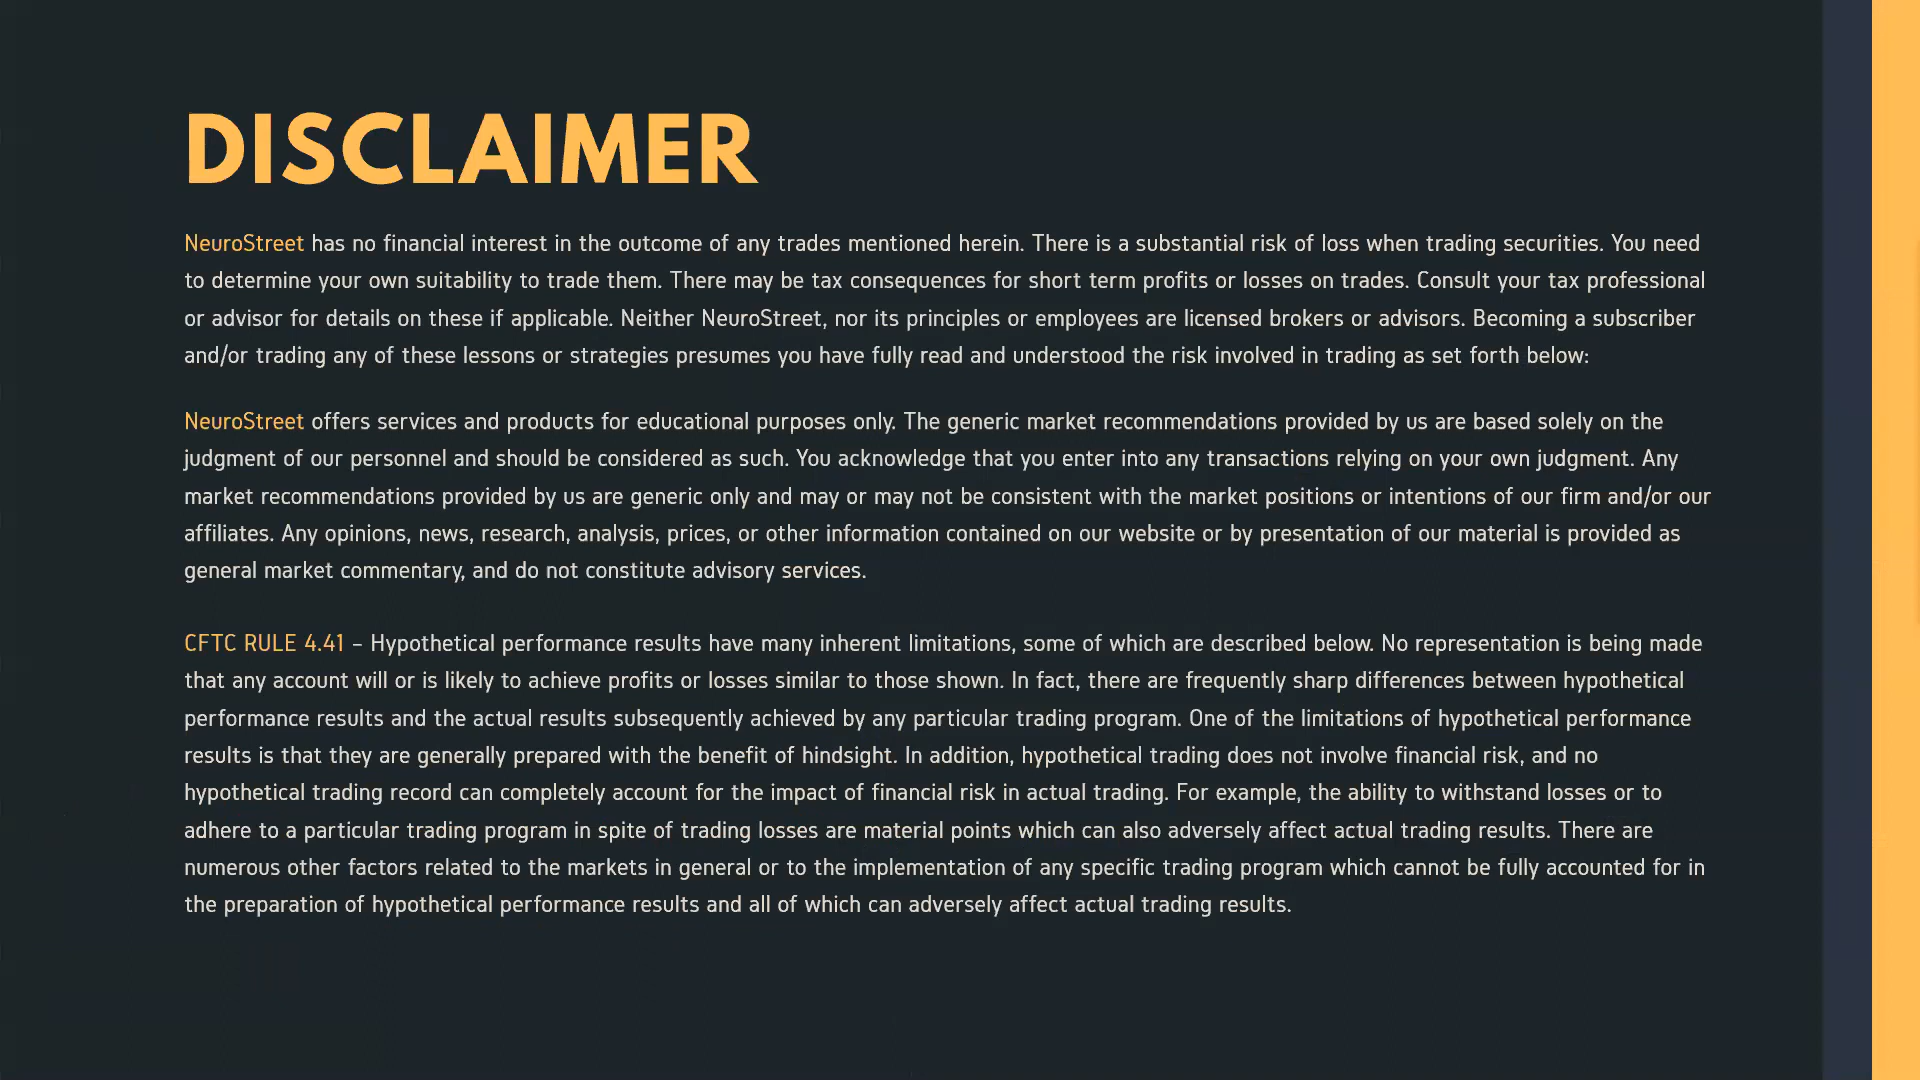 DISCLAIMER
NeuroStreet has no financial interest in the outcome of any trades mentioned herein. There is a substantial risk of loss when trading securities. You need
to determine your own suitability to trade them. There may be tax consequences for short term profits or losses on trades. Consult your tax professional
or advisor for details on these if applicable. Neither NeuroStreet, nor its principles or employees are licensed brokers or advisors. Becoming a subscriber
and/or trading any of these lessons or strategies presumes you have fully read and understood the risk involved in trading as set forth below:
NeuroStreet offers services and products for educational purposes only. The generic market recommendations provided by us are based solely on the
judgment of our personnel and should be considered as such. You acknowledge that you enter into any transactions relying on your own judgment. Any
market recommendations provided by us are generic only and may or may not be consistent with the market positions or intentions of our firm and/or our
affiliates. Any opinions, news, research, analysis, prices, or other information contained on our website or by presentation of our material is provided as
general market commentary, and do not constitute advisory services.
CFTC RULE 4.41 – Hypothetical performance results have many inherent limitations, some of which are described below. No representation is being made
that any account will or is likely to achieve profits or losses similar to those shown. In fact, there are frequently sharp differences between hypothetical
performance results and the actual results subsequently achieved by any particular trading program. One of the limitations of hypothetical performance
results is that they are generally prepared with the benefit of hindsight. In addition, hypothetical trading does not involve financial risk, and no
hypothetical trading record can completely account for the impact of financial risk in actual trading. For example, the ability to withstand losses or to
adhere to a particular trading program in spite of trading losses are material points which can also adversely affect actual trading results. There are
numerous other factors related to the markets in general or to the implementation of any specific trading program which cannot be fully accounted for in
the preparation of hypothetical performance results and all of which can adversely affect actual trading results.